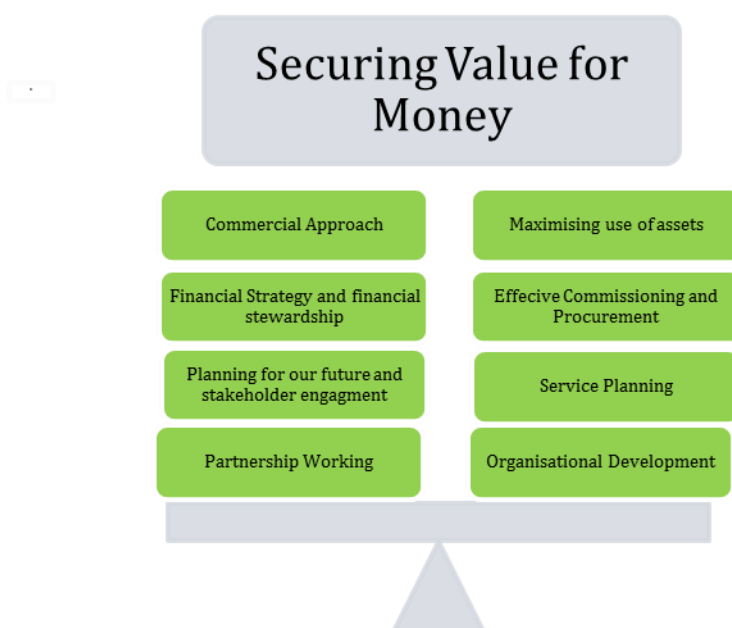 Securing Value for
Money
Commercial Approach
Maximising use of assets
Financial Strategy and financial
stewardship
Effecive Commissioning and
Procurement
Planning for our future and
stakeholder engagment
Service Planning
Partnership Working
Organisational Development